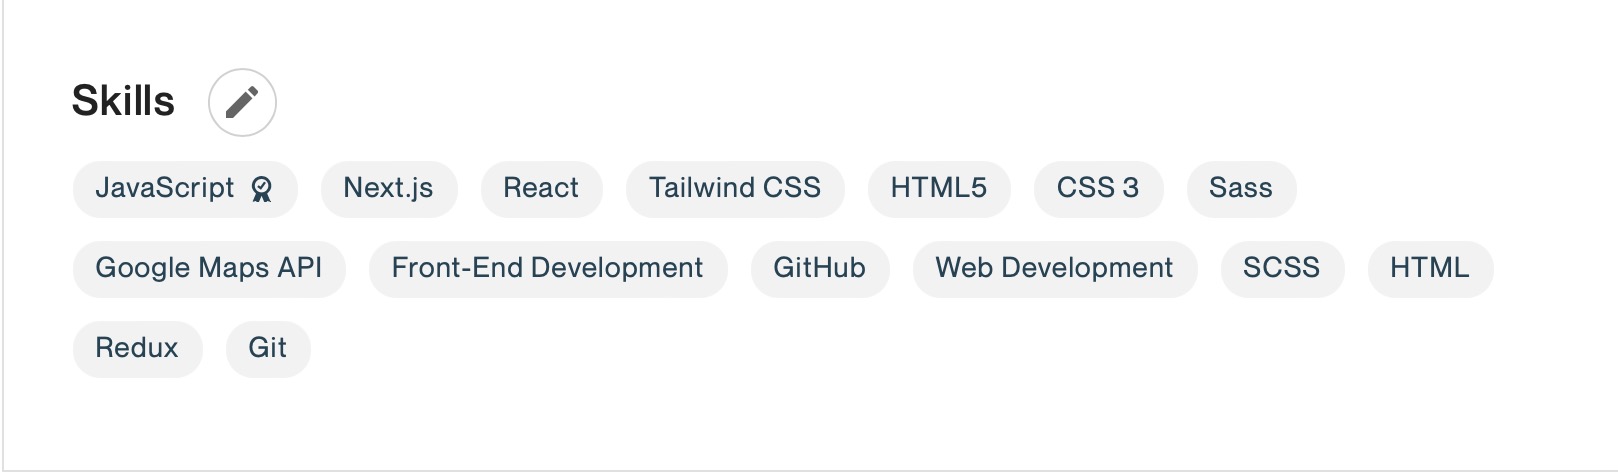 Skills
JavaScript Next.js React Tailwind CSS HTML5 CSS 3 Sass
Google Maps API Front-End Development GitHub Web Development SCSS HTML
Redux Git